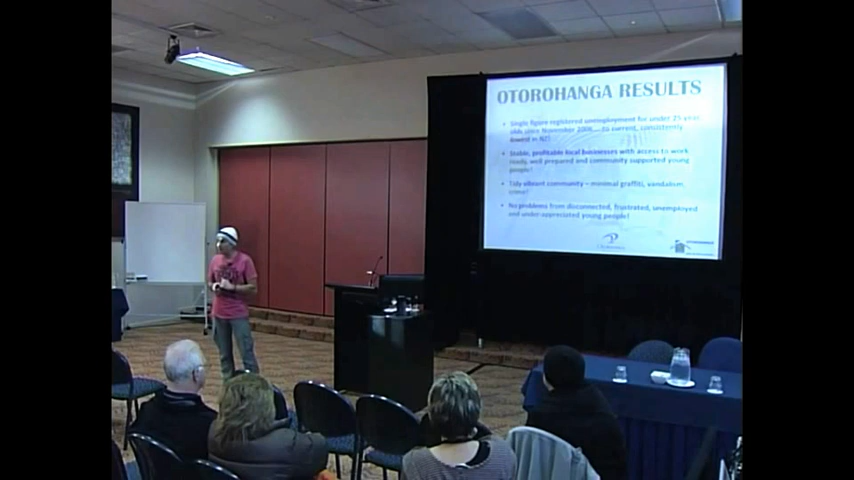 OTOROHANGA RESULTS
• Single figure registered unemployment for under 25 year
olds since November 2006 ... to current, consistently
lowest in NZ!
• Stable, profitable local businesses with access to work
ready, well prepared and community supported young
people!
• Tidy vibrant community – minimal graffiti, vandalism,
crime!
• No problems from disconnected, frustrated, unemployed
and under-appreciated young people!
OTOROHANGA